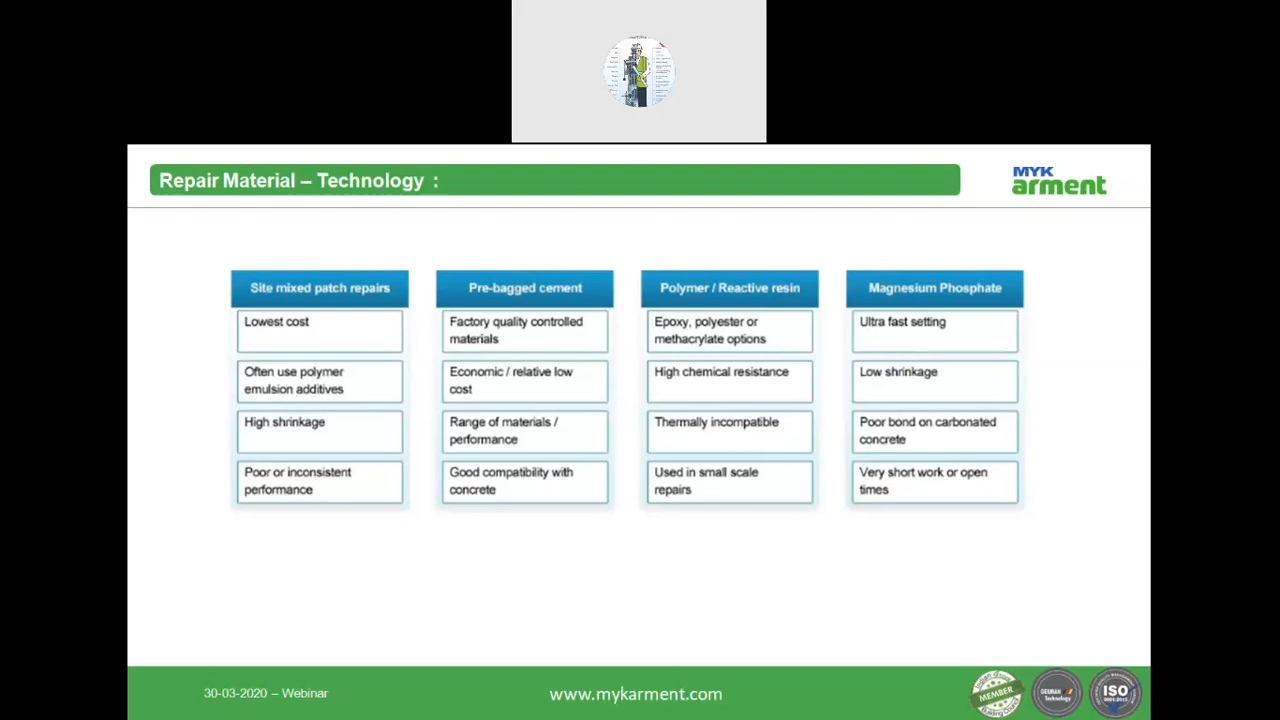 Repair Material – Technology :
MYK
arment
Site mixed patch repairs
Lowest cost
Often use polymer
emulsion additives
High shrinkage
Poor or inconsistent
performance
Pre-bagged cement
Factory quality controlled
materials
Economic / relative low
cost
Range of materials /
performance
Good compatibility with
concrete
Polymer / Reactive resin
Epoxy, polyester or
methacrylate options
High chemical resistance
Thermally incompatible
Used in small scale
repairs
Magnesium Phosphate
Ultra fast setting
Low shrinkage
Poor bond on carbonated
concrete
Very short work or open
times
30-03-2020 – Webinar
www.mykarment.com
MEMBER
GERMAN
Technology
ISO
9001:2015